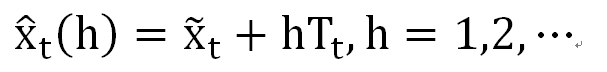 x̂ₜ(h) = x̃ₜ + hTₜ, h = 1,2, ⋯